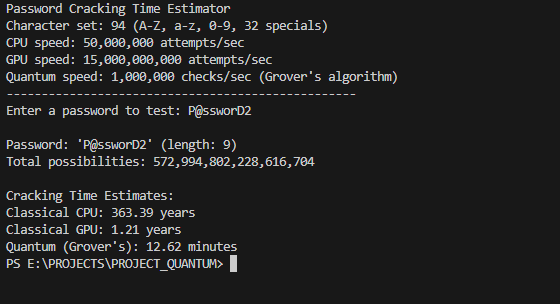 Password Cracking Time Estimator
Character set: 94 (A-Z, a-z, 0-9, 32 specials)
CPU speed: 50,000,000 attempts/sec
GPU speed: 15,000,000,000 attempts/sec
Quantum speed: 1,000,000 checks/sec (Grover's algorithm)
--------------------------------------------------
Enter a password to test: P@ssworD2
Password: 'P@ssworD2' (length: 9)
Total possibilities: 572,994,802,228,616,704
Cracking Time Estimates:
Classical CPU: 363.39 years
Classical GPU: 1.21 years
Quantum (Grover's): 12.62 minutes
PS E:\PROJECTS\PROJECT_QUANTUM>